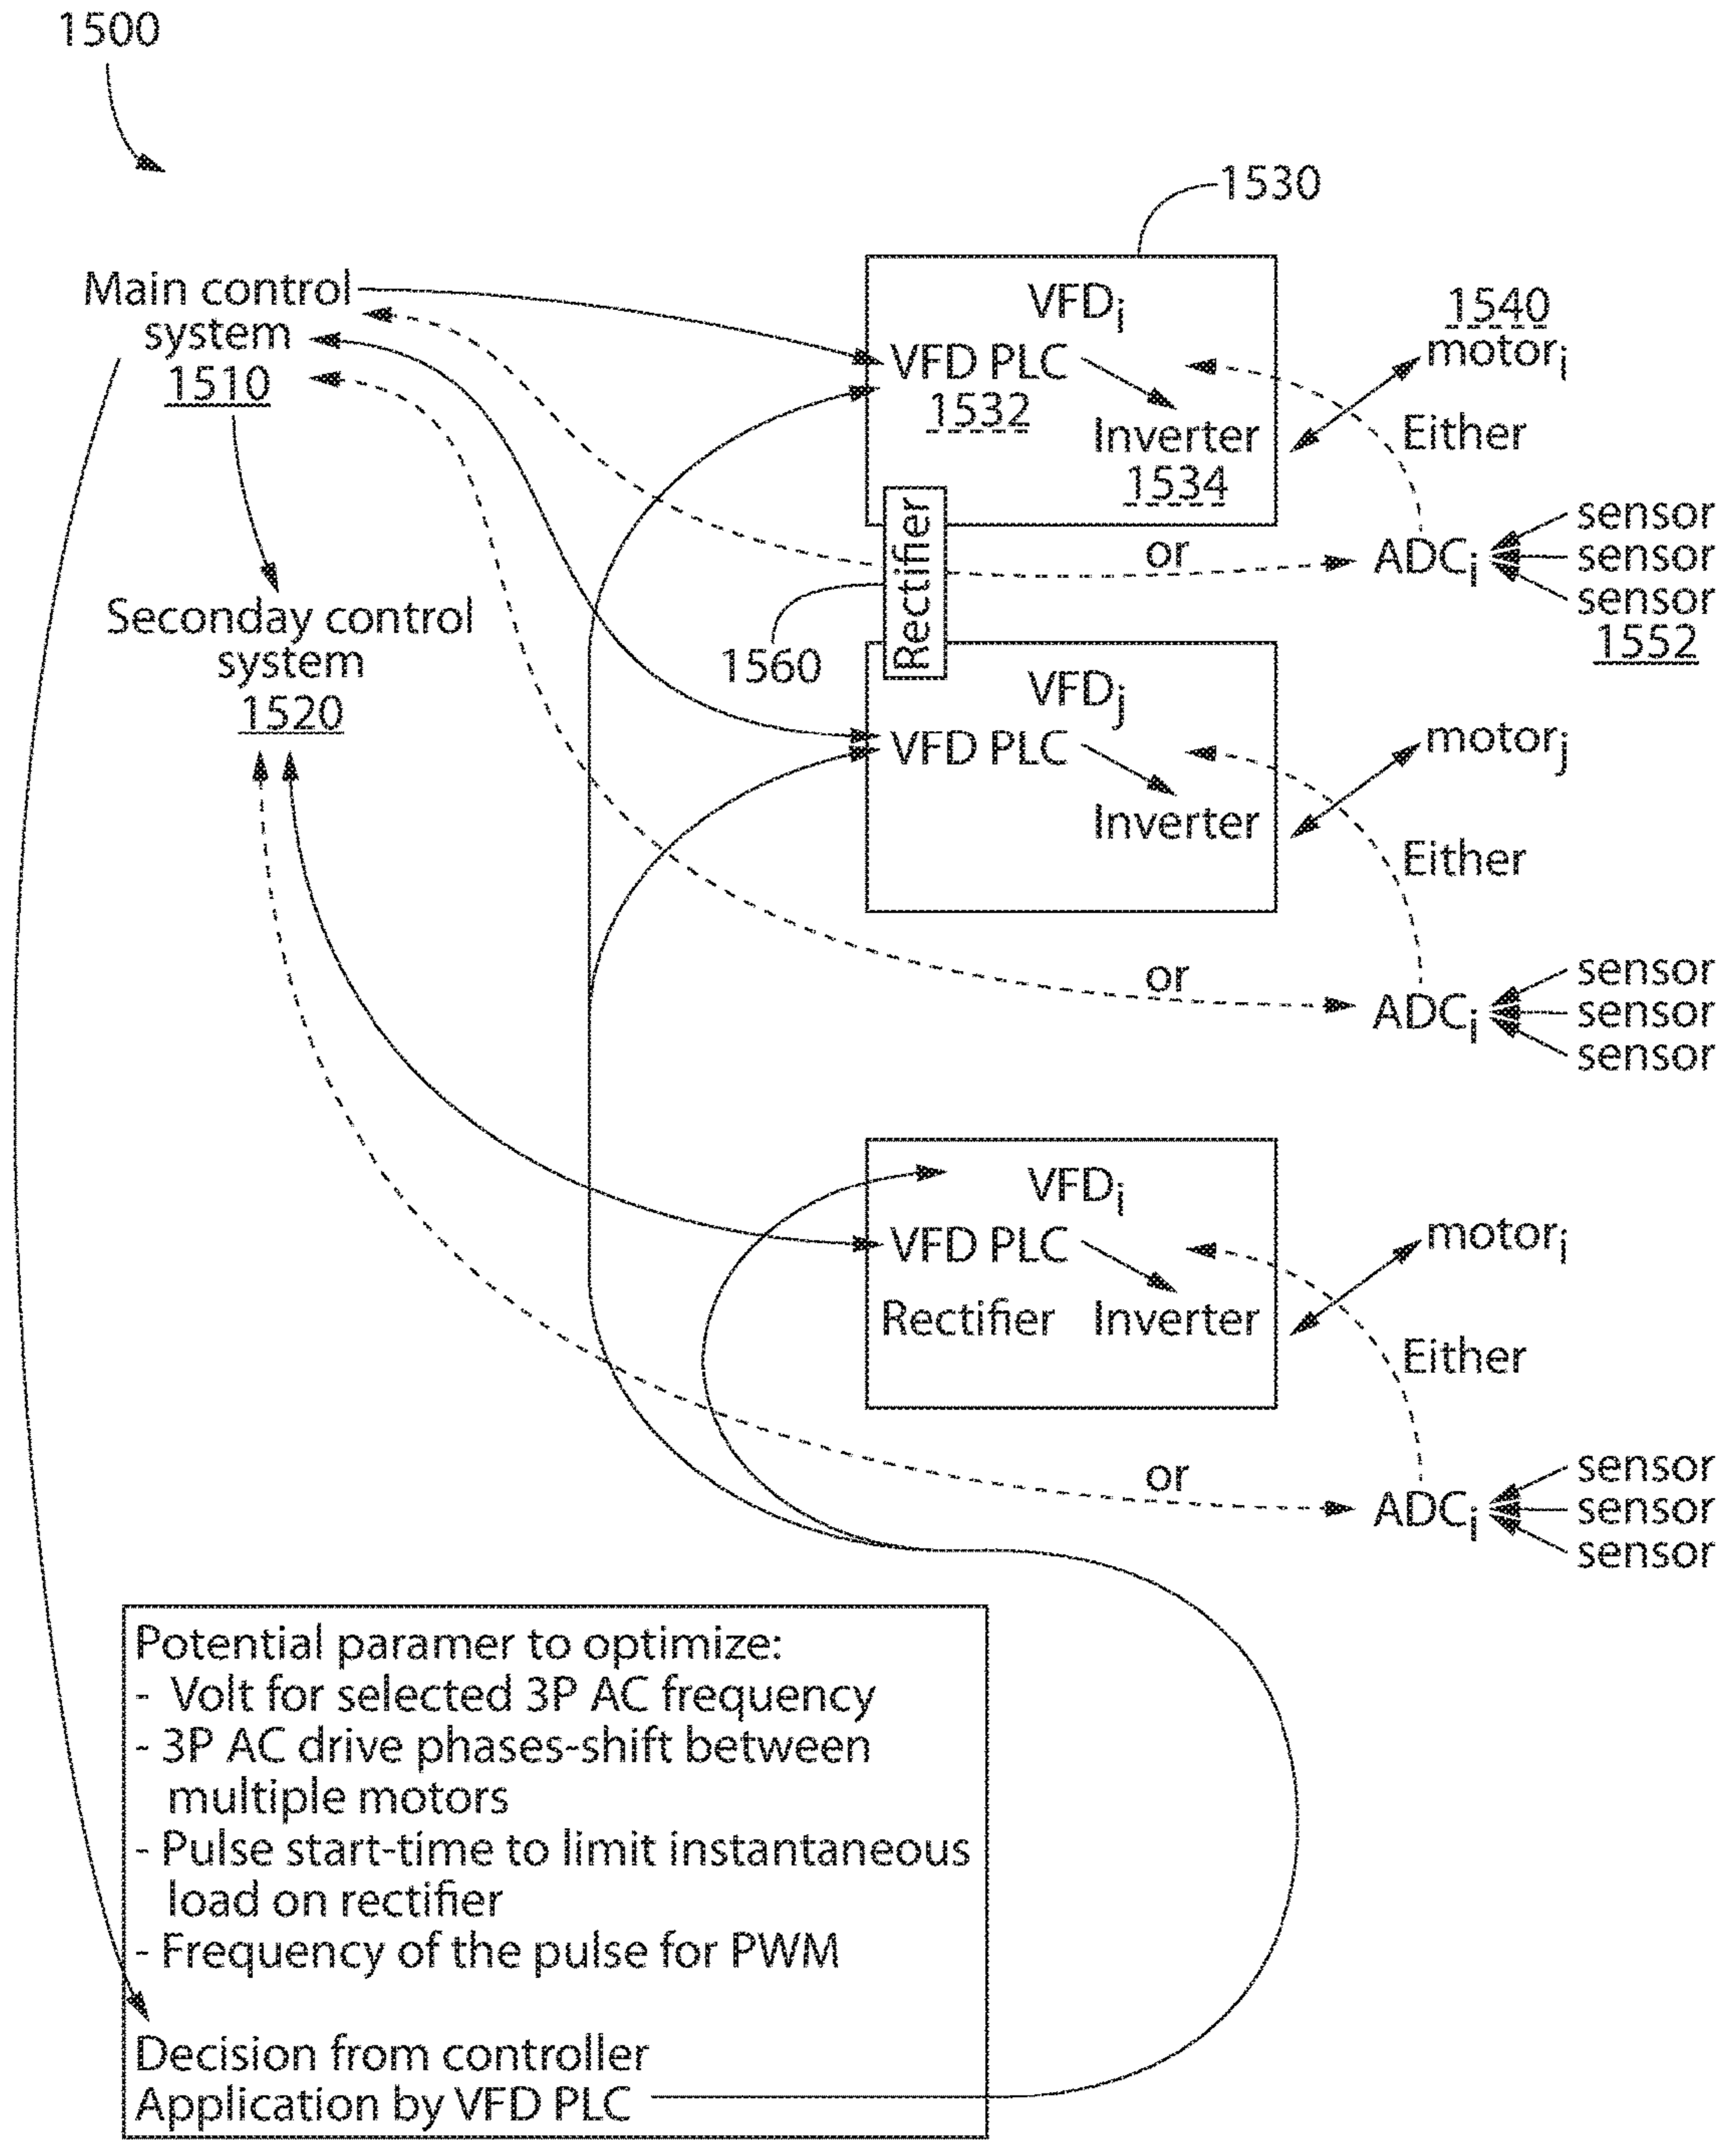 1500
1530
Main control
system
1510
VFDi
VFD PLC
1532
Inverter
1534
1540
motori
Either
or
ADCi
sensor
sensor
sensor
1552
Rectifier
1560
Seconday control
system
1520
VFDj
VFD PLC
Inverter
motorj
Either
or
ADCi
sensor
sensor
sensor
VFDi
VFD PLC
Rectifier Inverter
motori
Either
or
ADCi
sensor
sensor
sensor
Potential paramer to optimize:
- Volt for selected 3P AC frequency
- 3P AC drive phases-shift between
multiple motors
- Pulse start-time to limit instantaneous
load on rectifier
- Frequency of the pulse for PWM
Decision from controller
Application by VFD PLC